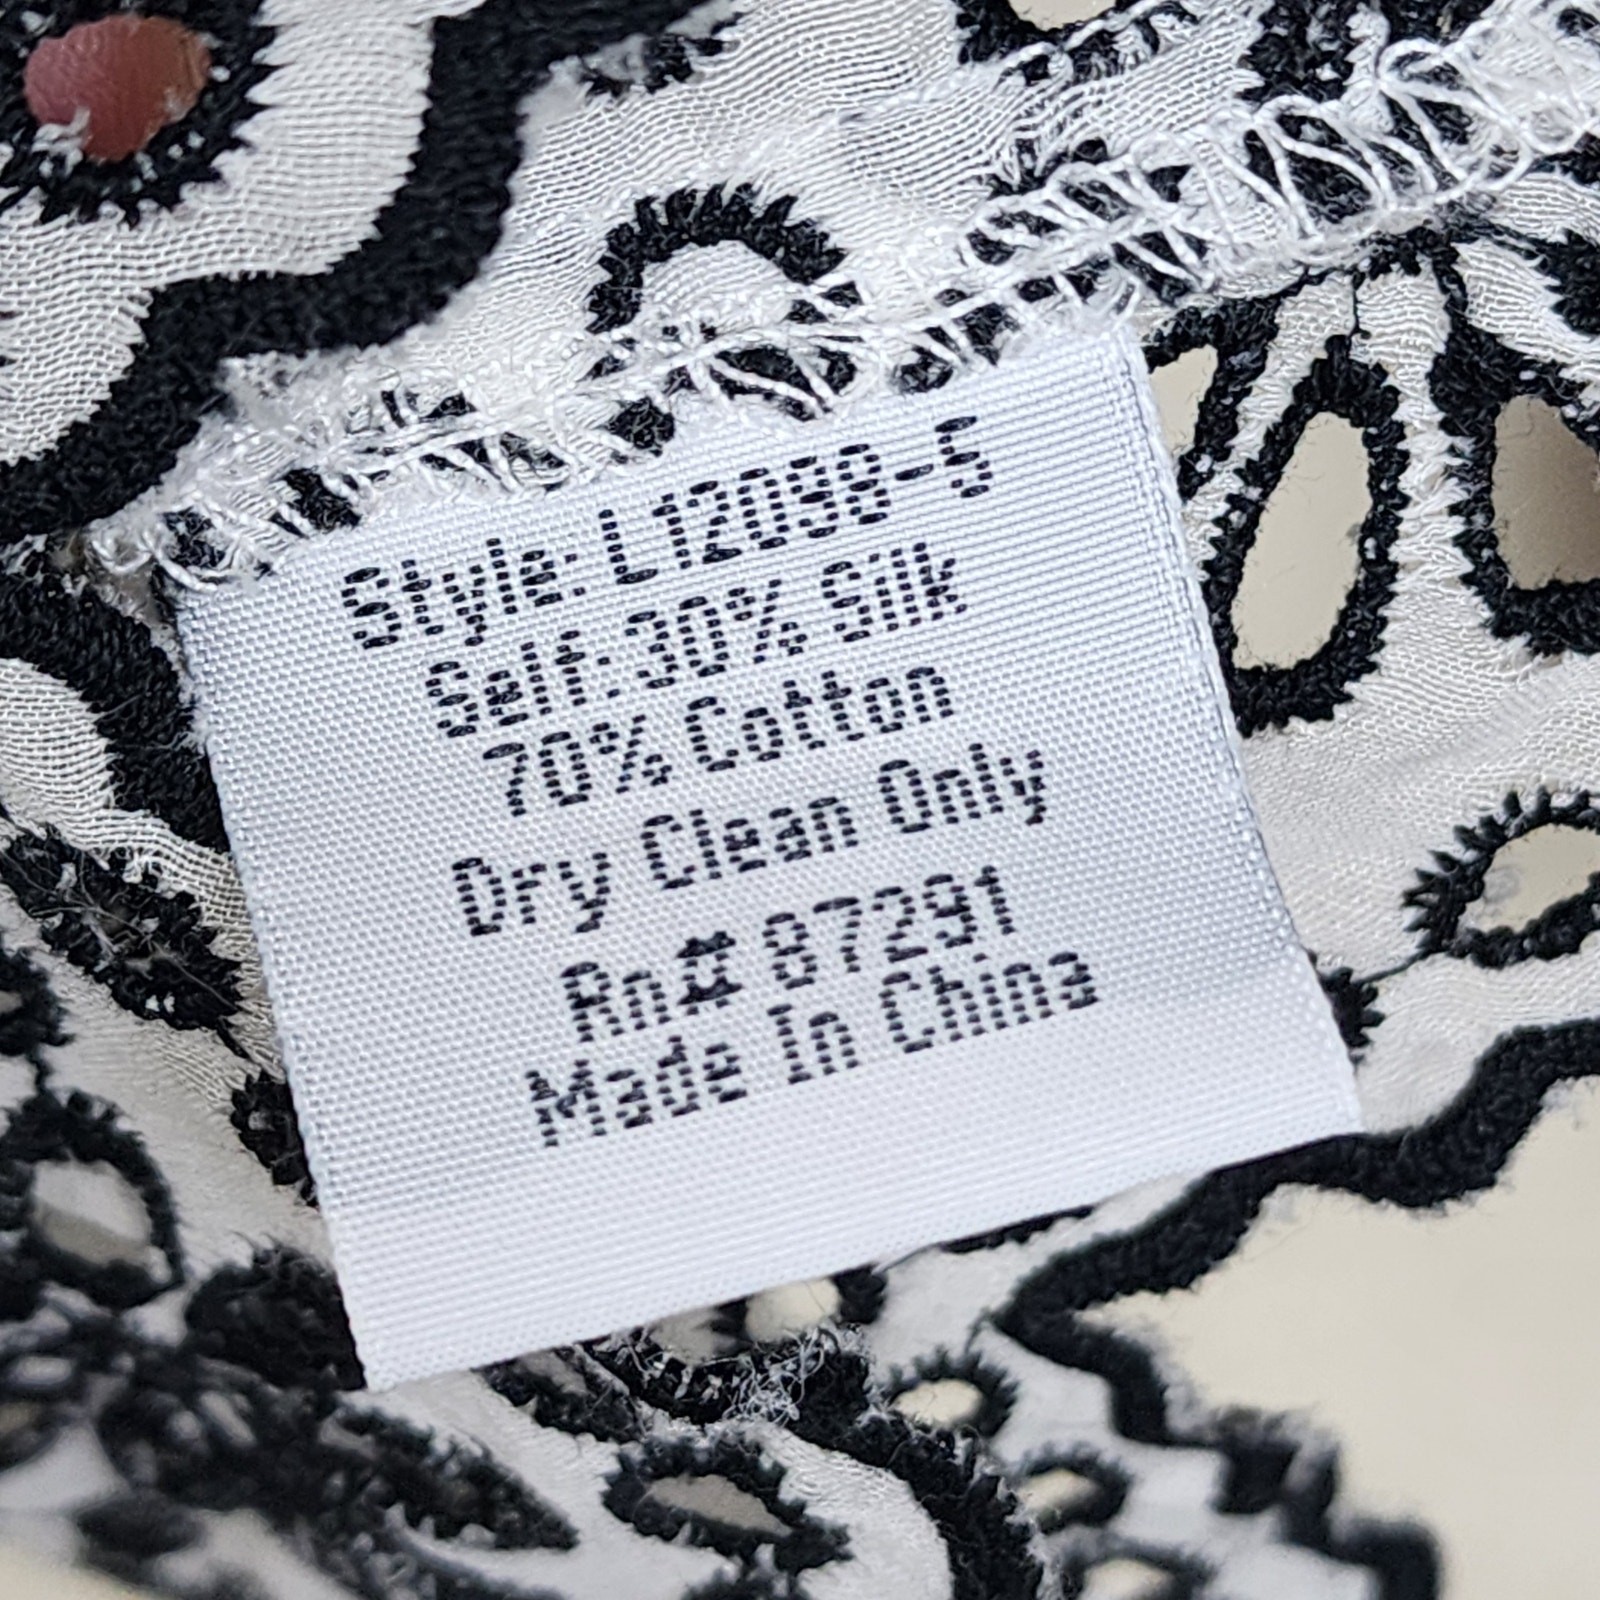 Style:L12098-5
Self:30% Silk
70% Cotton
Dry Clean Only
Rn# 87291
Made In China